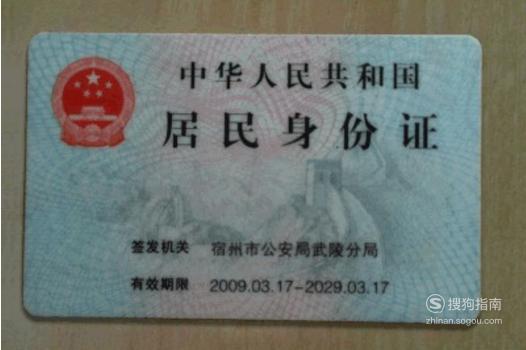 中华人民共和国
居民身份证
签发机关 宿州市公安局武陵分局
有效期限 2009.03.17-2029.03.17
搜狗指南
zhinan.sogou.com